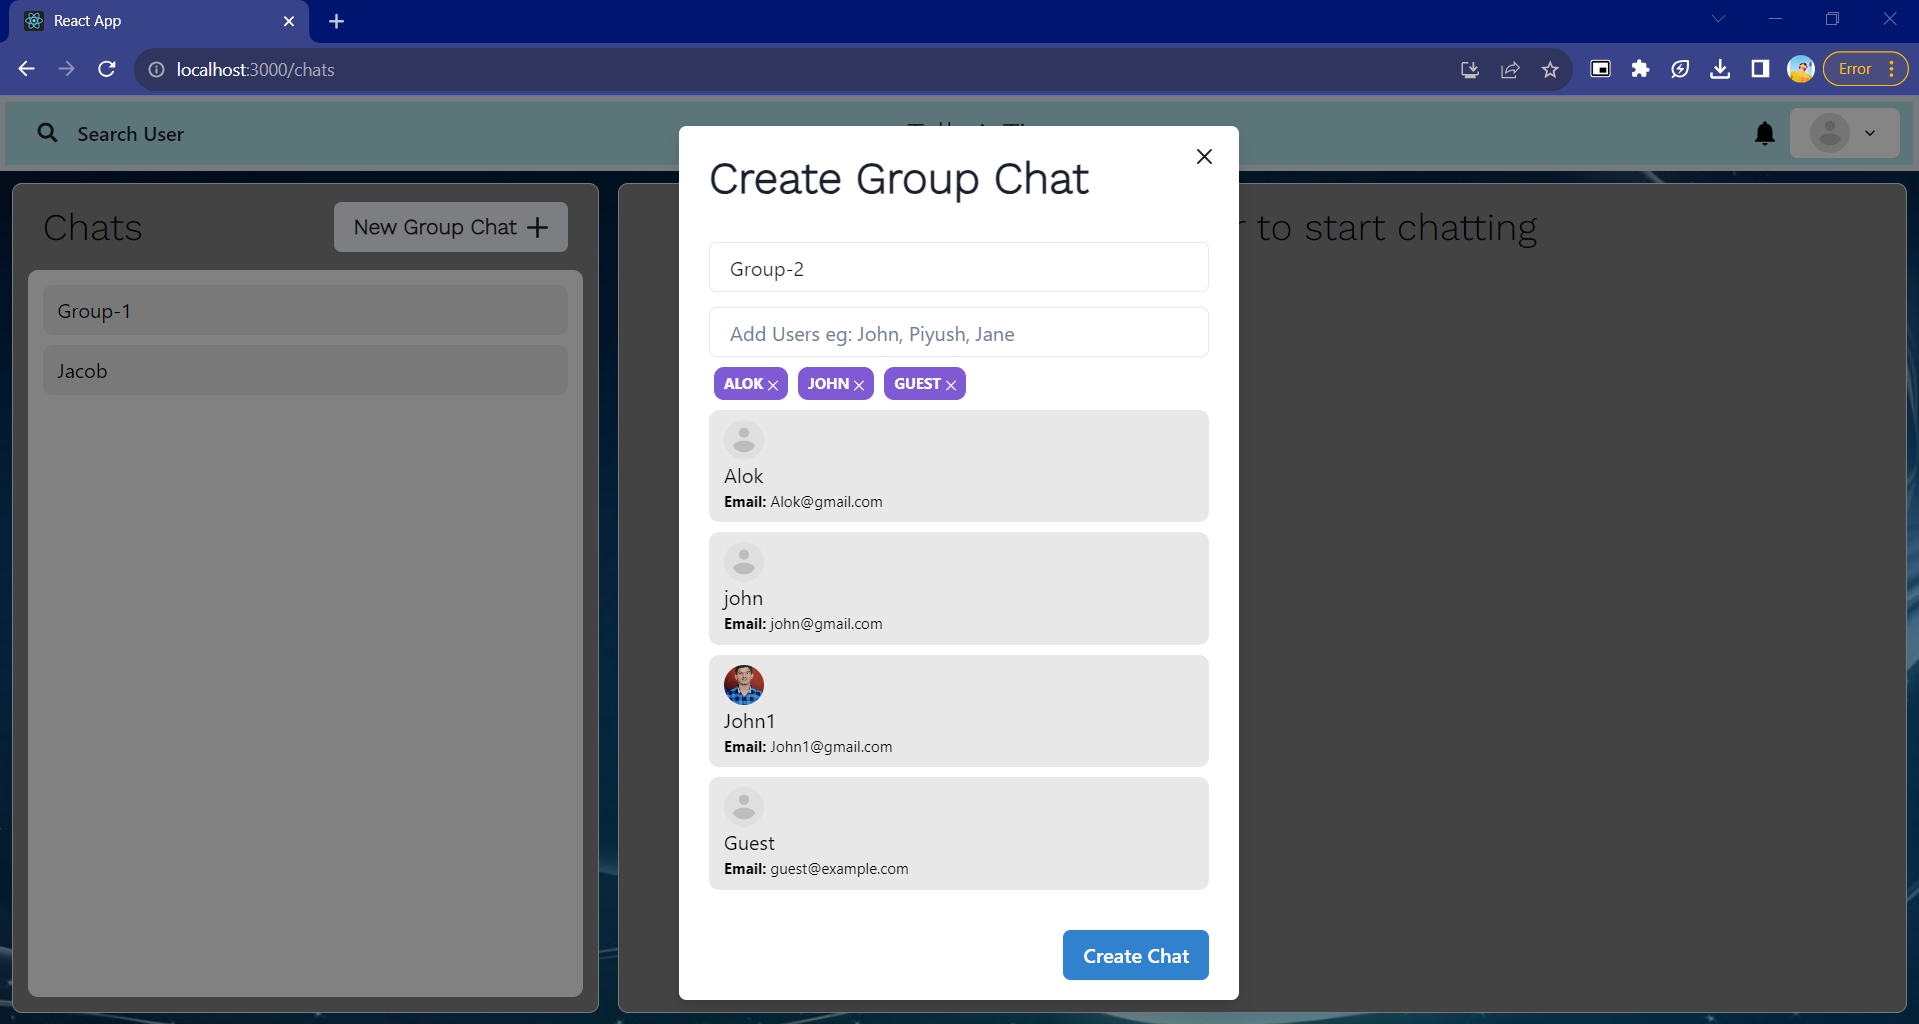 React App
localhost:3000/chats
Error
Search User
Create Group Chat
Chats
New Group Chat
to start chatting
Group-2
Group-1
Add Users eg: John, Piyush, Jane
Jacob
ALOK
JOHN
GUEST
Alok
Email: Alok@gmail.com
john
Email: john@gmail.com
John1
Email: John1@gmail.com
Guest
Email: guest@example.com
Create Chat